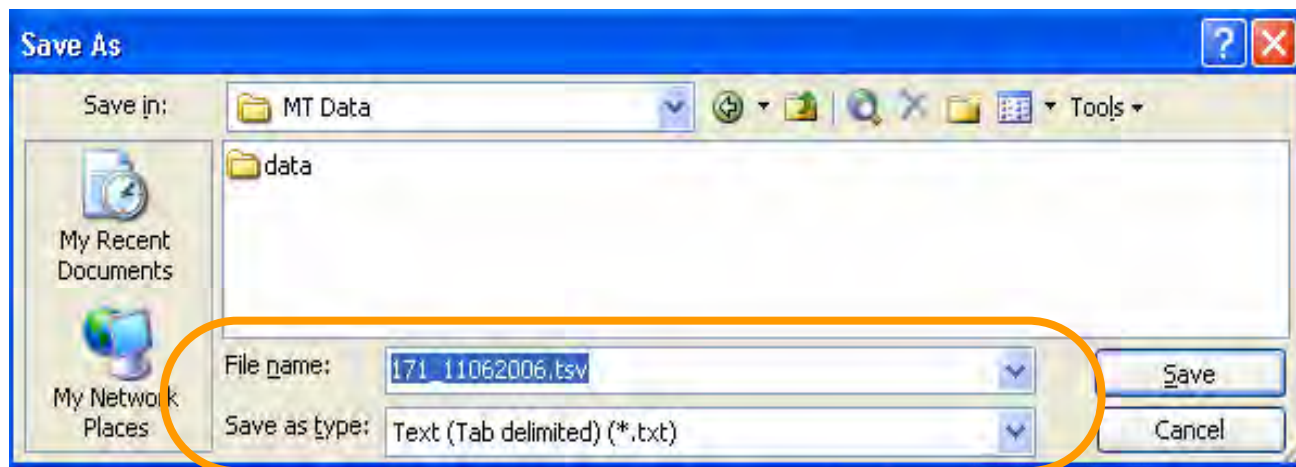 Save As
Save in: MT Data Tools
data
My Recent
Documents
My Network
Places
File name: 171_11062006.tsv Save
Save as type: Text (Tab delimited) (*.txt) Cancel